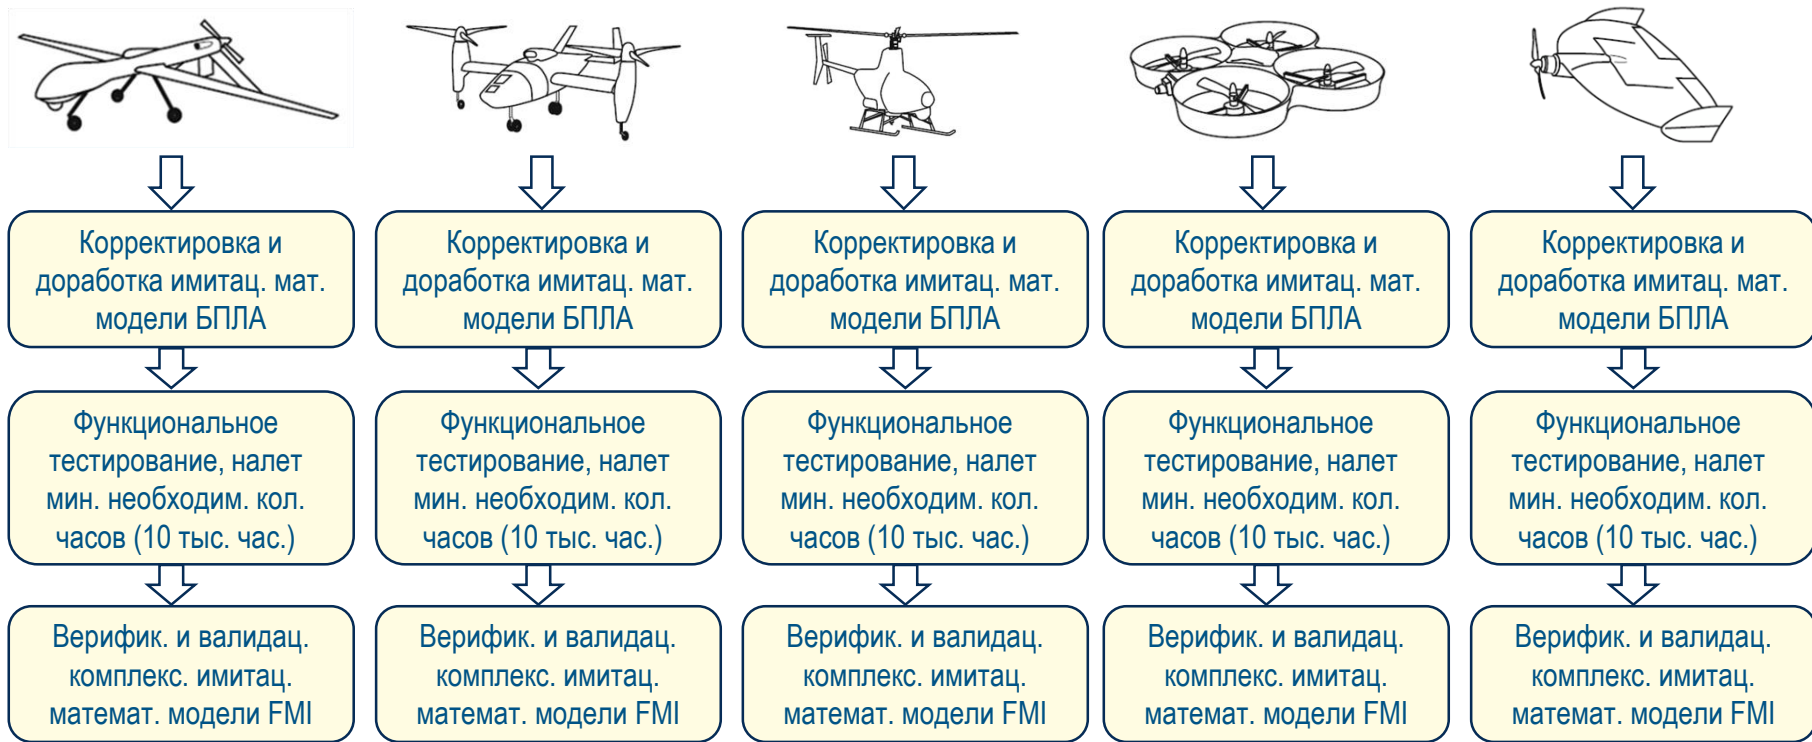 Корректировка и
доработка имитац. мат.
модели БПЛА
Корректировка и
доработка имитац. мат.
модели БПЛА
Корректировка и
доработка имитац. мат.
модели БПЛА
Корректировка и
доработка имитац. мат.
модели БПЛА
Корректировка и
доработка имитац. мат.
модели БПЛА
Функциональное
тестирование, налет
мин. необходим. кол.
часов (10 тыс. час.)
Функциональное
тестирование, налет
мин. необходим. кол.
часов (10 тыс. час.)
Функциональное
тестирование, налет
мин. необходим. кол.
часов (10 тыс. час.)
Функциональное
тестирование, налет
мин. необходим. кол.
часов (10 тыс. час.)
Функциональное
тестирование, налет
мин. необходим. кол.
часов (10 тыс. час.)
Верифик. и валидац.
комплекс. имитац.
математ. модели FMI
Верифик. и валидац.
комплекс. имитац.
математ. модели FMI
Верифик. и валидац.
комплекс. имитац.
математ. модели FMI
Верифик. и валидац.
комплекс. имитац.
математ. модели FMI
Верифик. и валидац.
комплекс. имитац.
математ. модели FMI